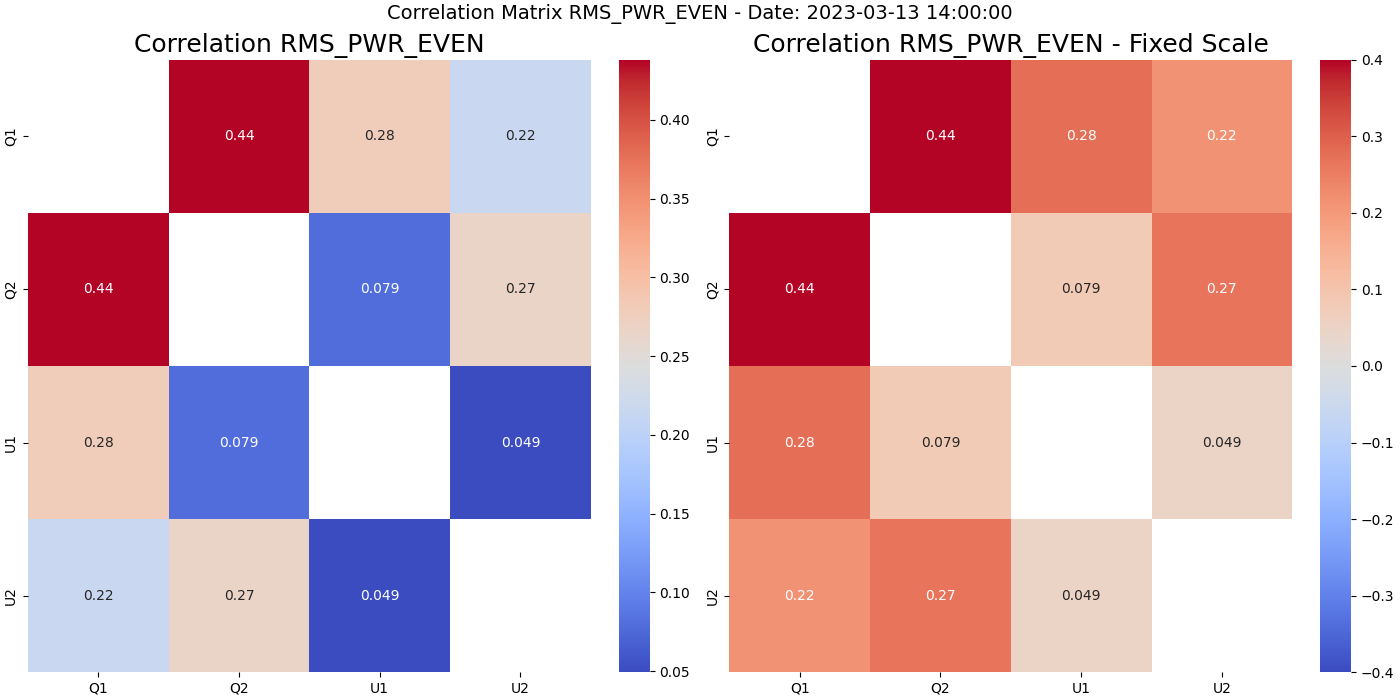 Correlation Matrix RMS_PWR_EVEN - Date: 2023-03-13 14:00:00
Correlation RMS_PWR_EVEN
Q1
0.44
0.28
0.22
Q2
0.44
0.079
0.27
U1
0.28
0.079
0.049
U2
0.22
0.27
0.049
Q1
Q2
U1
U2
0.40
0.35
0.30
0.25
0.20
0.15
0.10
0.05
Correlation RMS_PWR_EVEN - Fixed Scale
Q1
0.44
0.28
0.22
Q2
0.44
0.079
0.27
U1
0.28
0.079
0.049
U2
0.22
0.27
0.049
Q1
Q2
U1
U2
0.4
0.3
0.2
0.1
0.0
−0.1
−0.2
−0.3
−0.4